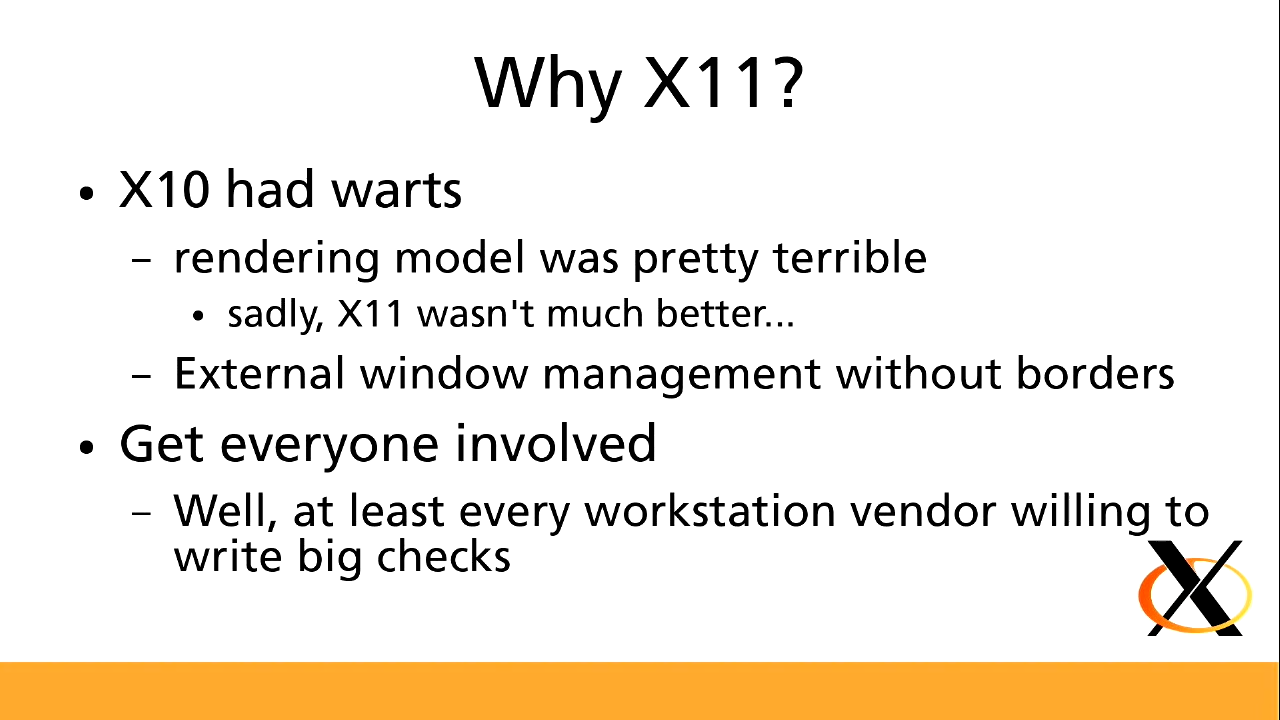 Why X11?
• X10 had warts
– rendering model was pretty terrible
• sadly, X11 wasn't much better...
– External window management without borders
• Get everyone involved
– Well, at least every workstation vendor willing to
write big checks